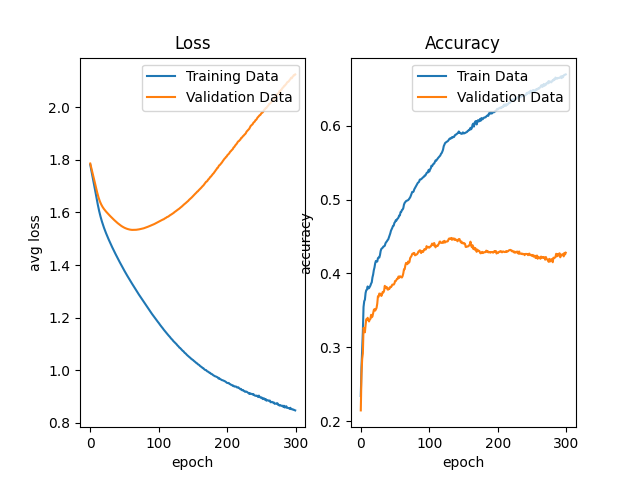 Loss
Training Data
Validation Data
2.0
1.8
1.6
1.4
1.2
1.0
0.8
avg loss
0
100
200
300
epoch
Accuracy
Train Data
Validation Data
0.6
0.5
0.4
0.3
0.2
accuracy
0
100
200
300
epoch